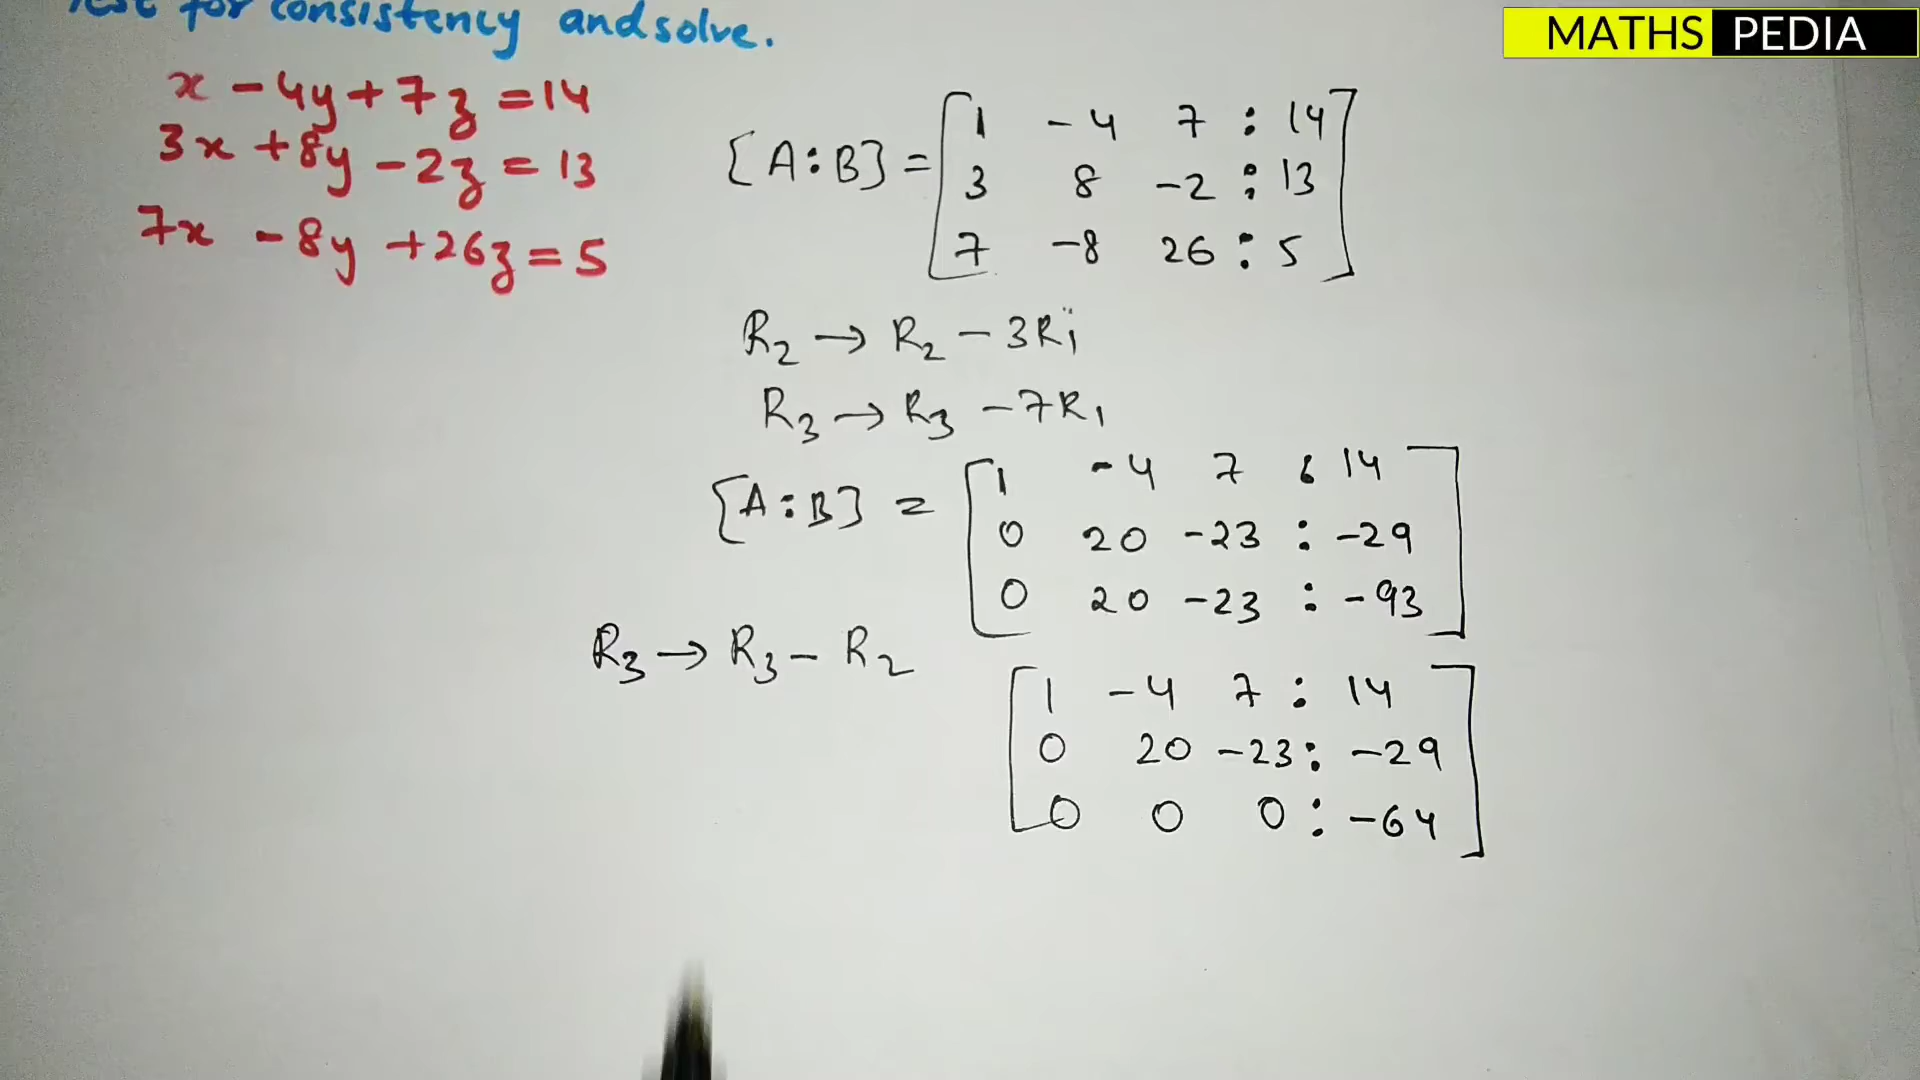 Test for consistency and solve.
MATHS PEDIA
x - 4y + 7z = 14
3x + 8y - 2z = 13
7x - 8y + 26z = 5
[A:B] = [1 -4 7 : 14
3 8 -2 : 13
7 -8 26 : 5]
R2 → R2 - 3R1
R3 → R3 - 7R1
[A:B] = [1 -4 7 : 14
0 20 -23 : -29
0 20 -23 : -93]
R3 → R3 - R2
[1 -4 7 : 14
0 20 -23 : -29
0 0 0 : -64]